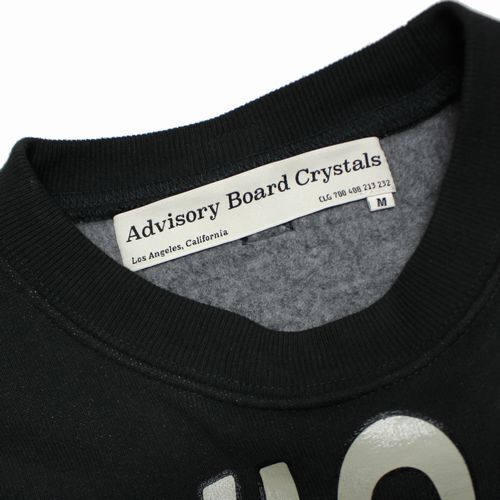 Advisory Board Crystals
Los Angeles, California
CLG 700 408 213 232
M